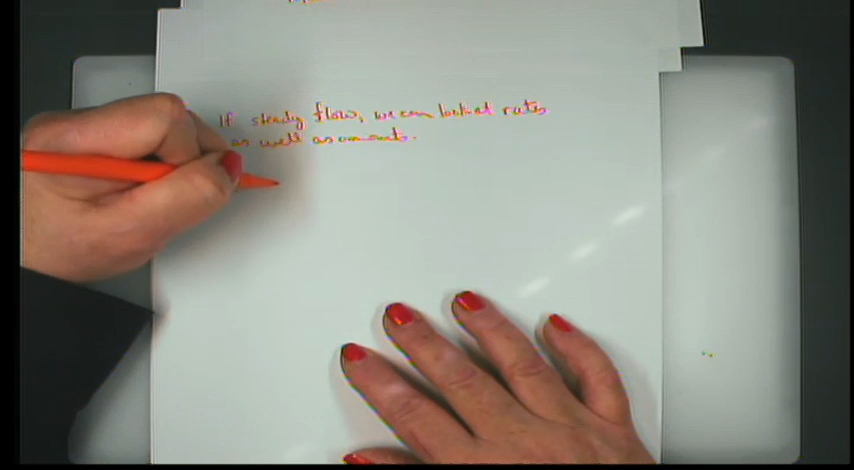 If steady flow, we can look at rates
as well as amounts.